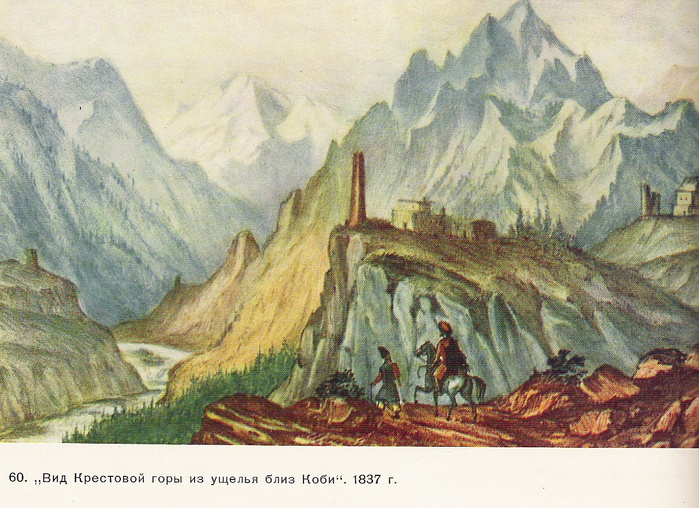 60. „Вид Крестовой горы из ущелья близ Коби“. 1837 г.